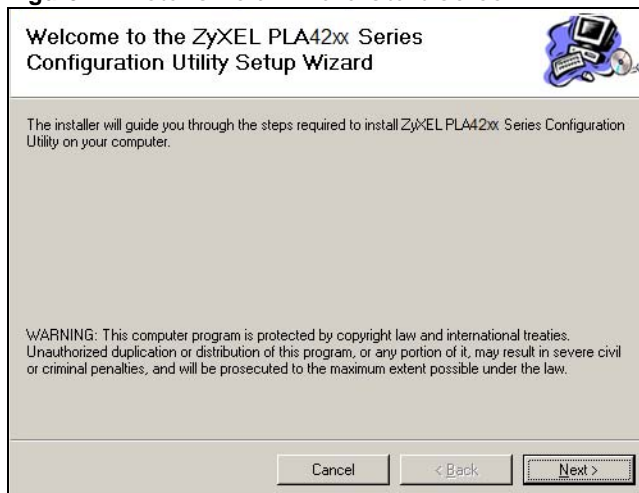 Welcome to the ZyXEL PLA42xx Series
Configuration Utility Setup Wizard
The installer will guide you through the steps required to install ZyXEL PLA42xx Series Configuration
Utility on your computer.
WARNING: This computer program is protected by copyright law and international treaties.
Unauthorized duplication or distribution of this program, or any portion of it, may result in severe civil
or criminal penalties, and will be prosecuted to the maximum extent possible under the law.
Cancel < Back Next >